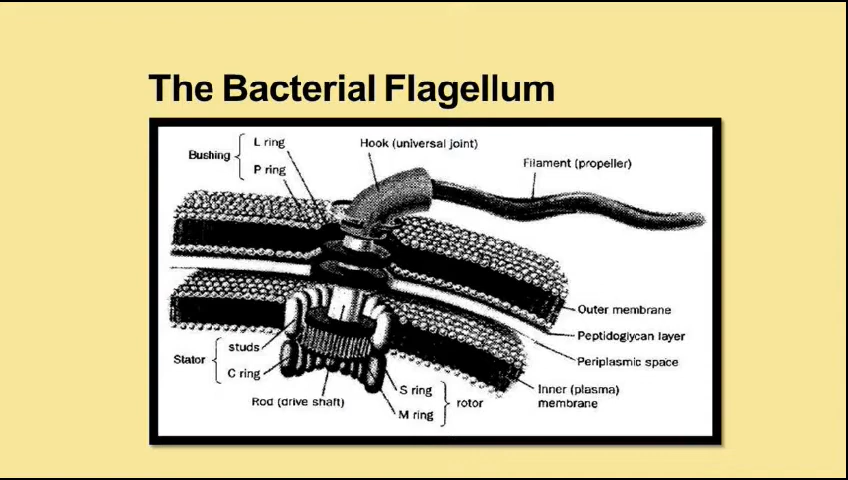 The Bacterial Flagellum
Bushing
L ring
P ring
Hook (universal joint)
Filament (propeller)
Outer membrane
Peptidoglycan layer
Periplasmic space
Inner (plasma)
membrane
Stator
studs
C ring
Rod (drive shaft)
S ring
M ring
rotor